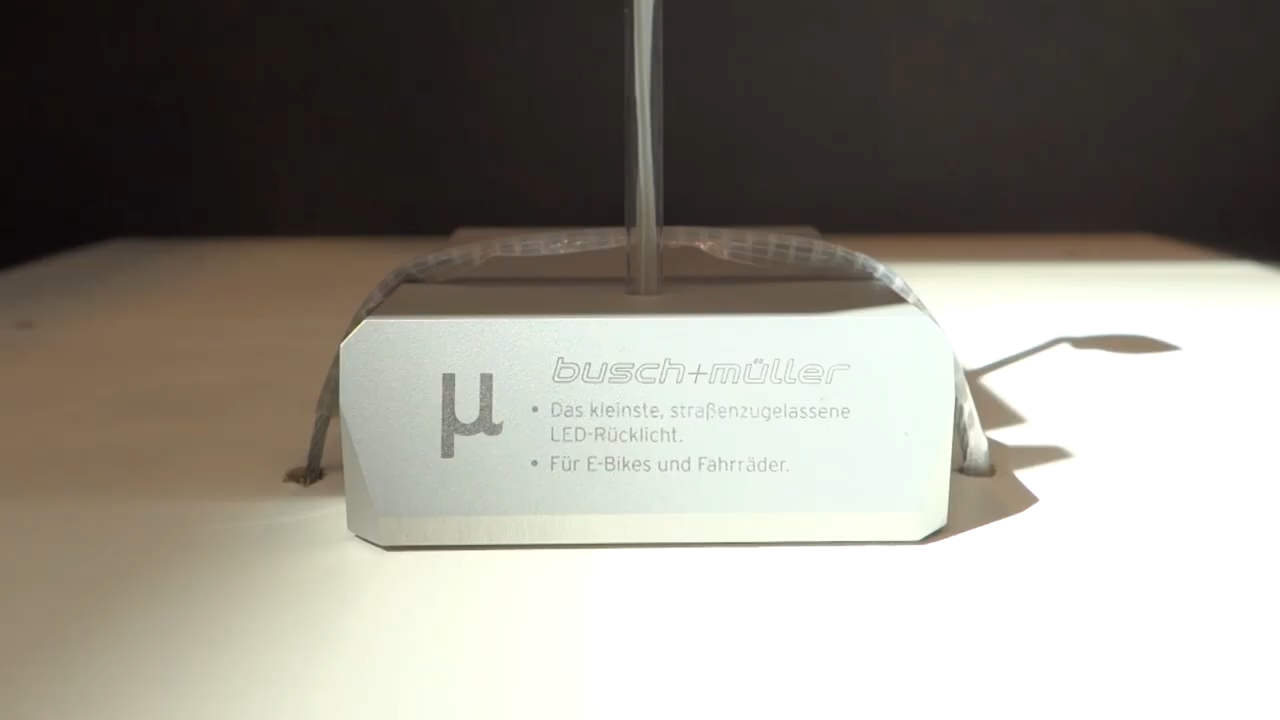 µ
busch+müller
• Das kleinste, straßenzugelassene
LED-Rücklicht.
• Für E-Bikes und Fahrräder.